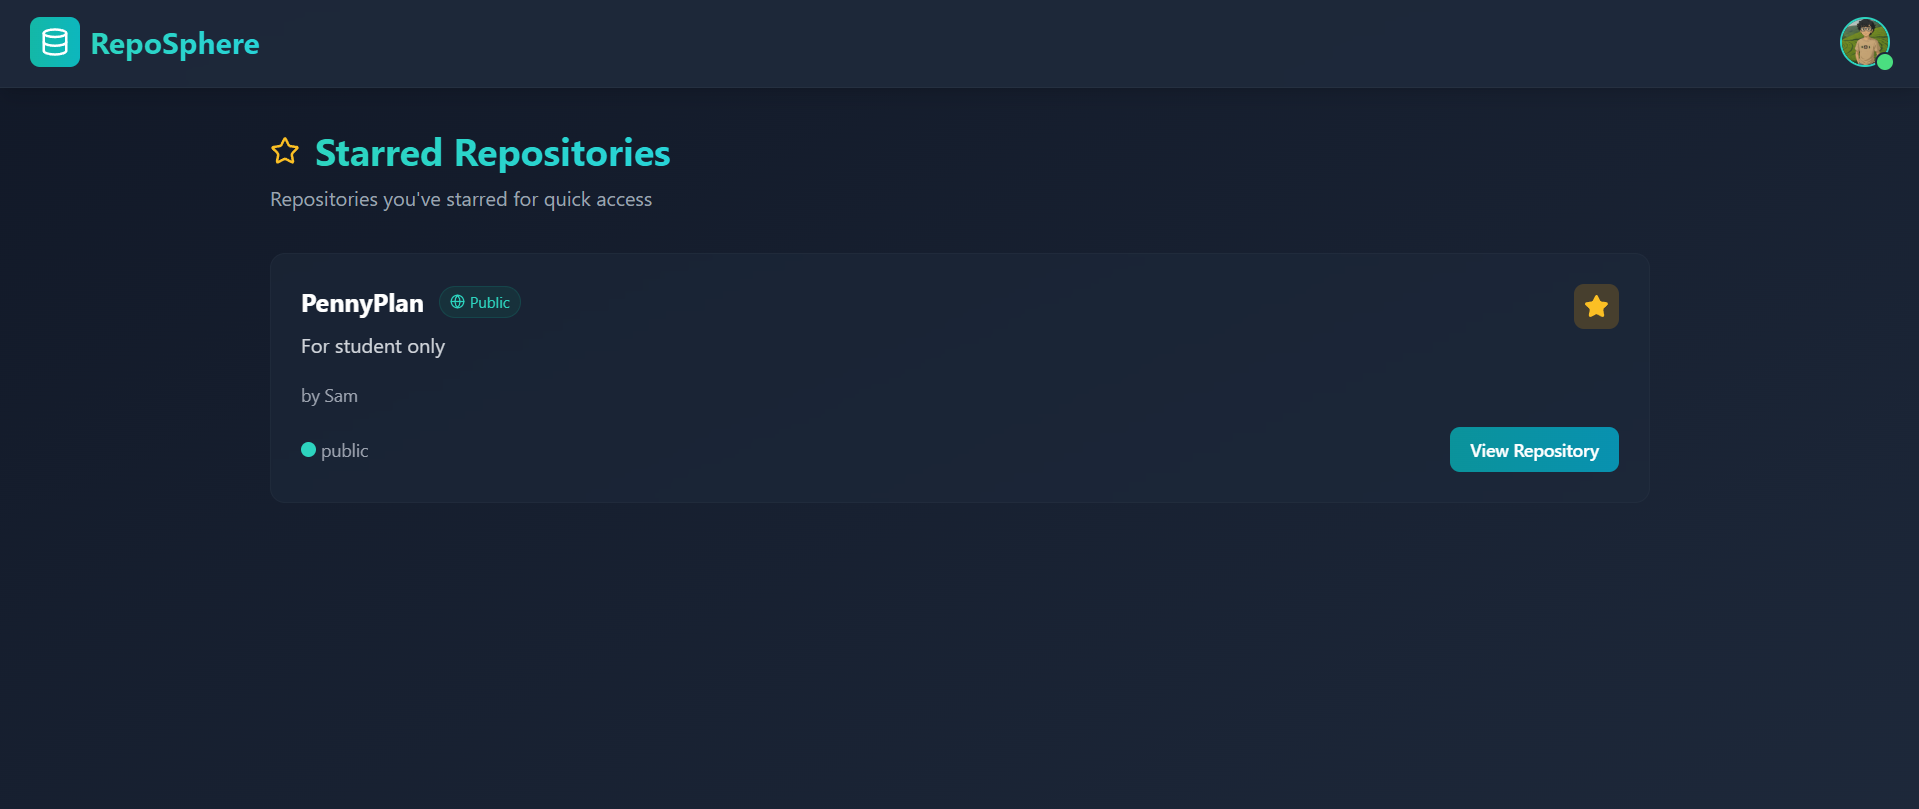 RepoSphere
Starred Repositories
Repositories you've starred for quick access
PennyPlan
Public
For student only
by Sam
public
View Repository